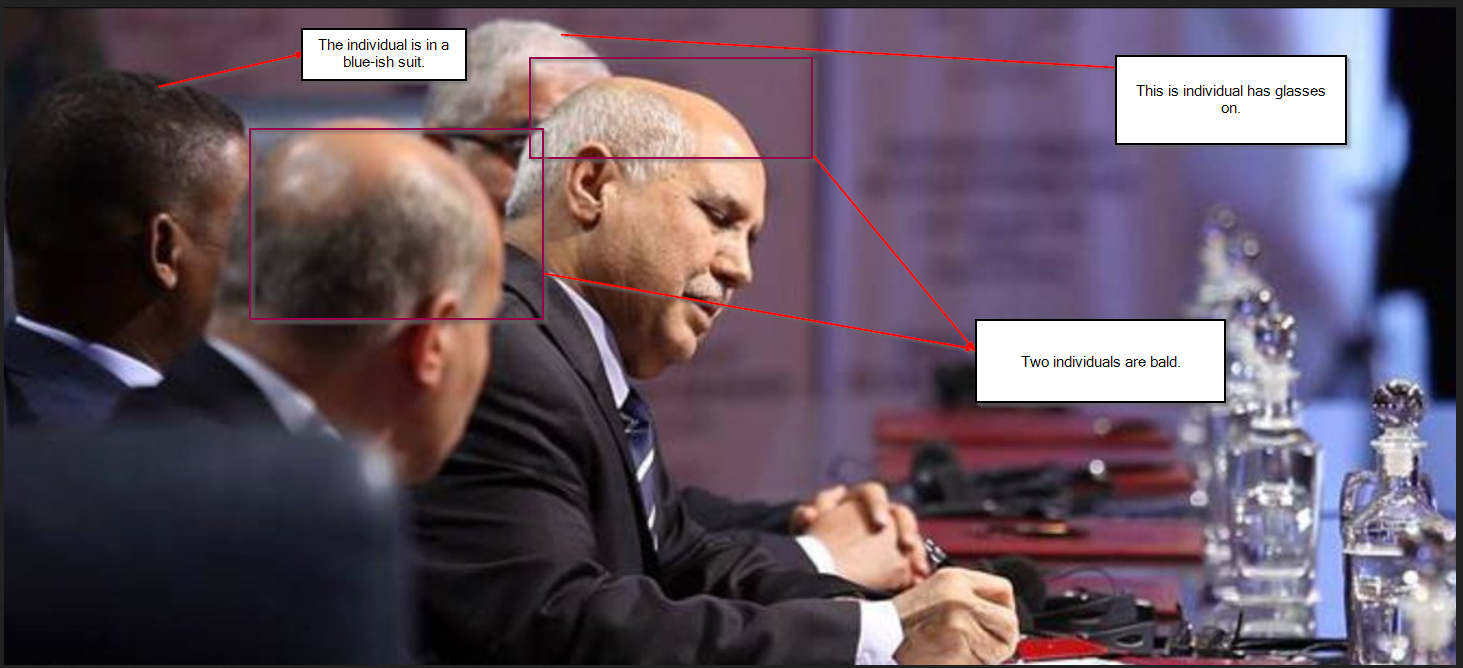 The individual is in a
blue-ish suit.
This is individual has glasses
on.
Two individuals are bald.